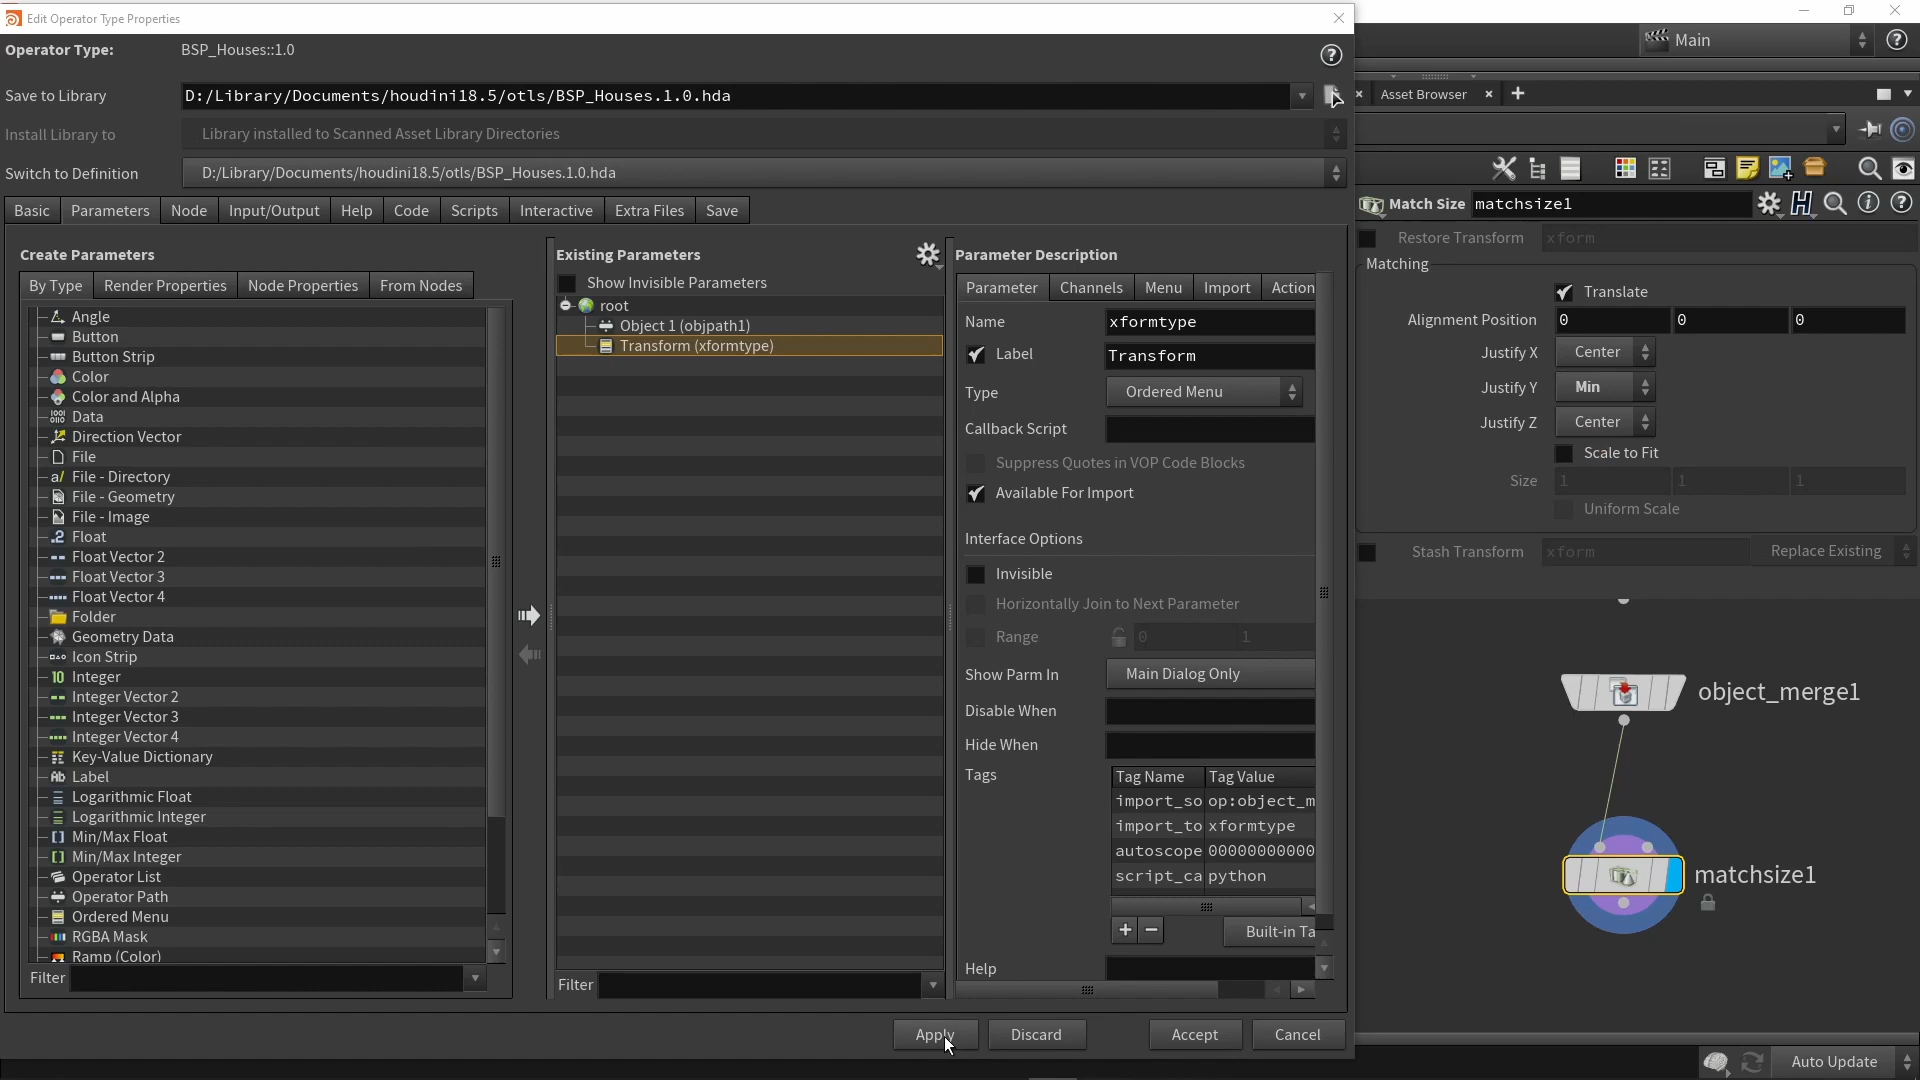 Edit Operator Type Properties
Operator Type: BSP_Houses::1.0
Save to Library D:/Library/Documents/houdini18.5/otls/BSP_Houses.1.0.hda
Install Library to Library installed to Scanned Asset Library Directories
Switch to Definition D:/Library/Documents/houdini18.5/otls/BSP_Houses.1.0.hda
Basic Parameters Node Input/Output Help Code Scripts Interactive Extra Files Save
Create Parameters
By Type Render Properties Node Properties From Nodes
Angle
Button
Button Strip
Color
Color and Alpha
Data
Direction Vector
File
File - Directory
File - Geometry
File - Image
Float
Float Vector 2
Float Vector 3
Float Vector 4
Folder
Geometry Data
Icon Strip
Integer
Integer Vector 2
Integer Vector 3
Integer Vector 4
Key-Value Dictionary
Label
Logarithmic Float
Logarithmic Integer
Min/Max Float
Min/Max Integer
Operator List
Operator Path
Ordered Menu
RGBA Mask
Ramp (Color)
Filter
Existing Parameters
Show Invisible Parameters
root
Object 1 (objpath1)
Transform (xformtype)
Filter
Parameter Description
Parameter Channels Menu Import Action
Name xformtype
Label Transform
Type Ordered Menu
Callback Script
Suppress Quotes in VOP Code Blocks
Available For Import
Interface Options
Invisible
Horizontally Join to Next Parameter
Range 0 1
Show Parm In Main Dialog Only
Disable When
Hide When
Tags Tag Name Tag Value
import_so op:object_m
import_to xformtype
autoscope 00000000000
script_ca python
+ − Built-in Ta
Help
Apply Discard Accept Cancel
Main
Asset Browser
Match Size matchsize1
Restore Transform xform
Matching
Translate
Alignment Position 0 0 0
Justify X Center
Justify Y Min
Justify Z Center
Scale to Fit
Size 1 1 1
Uniform Scale
Stash Transform xform Replace Existing
object_merge1
matchsize1
Auto Update